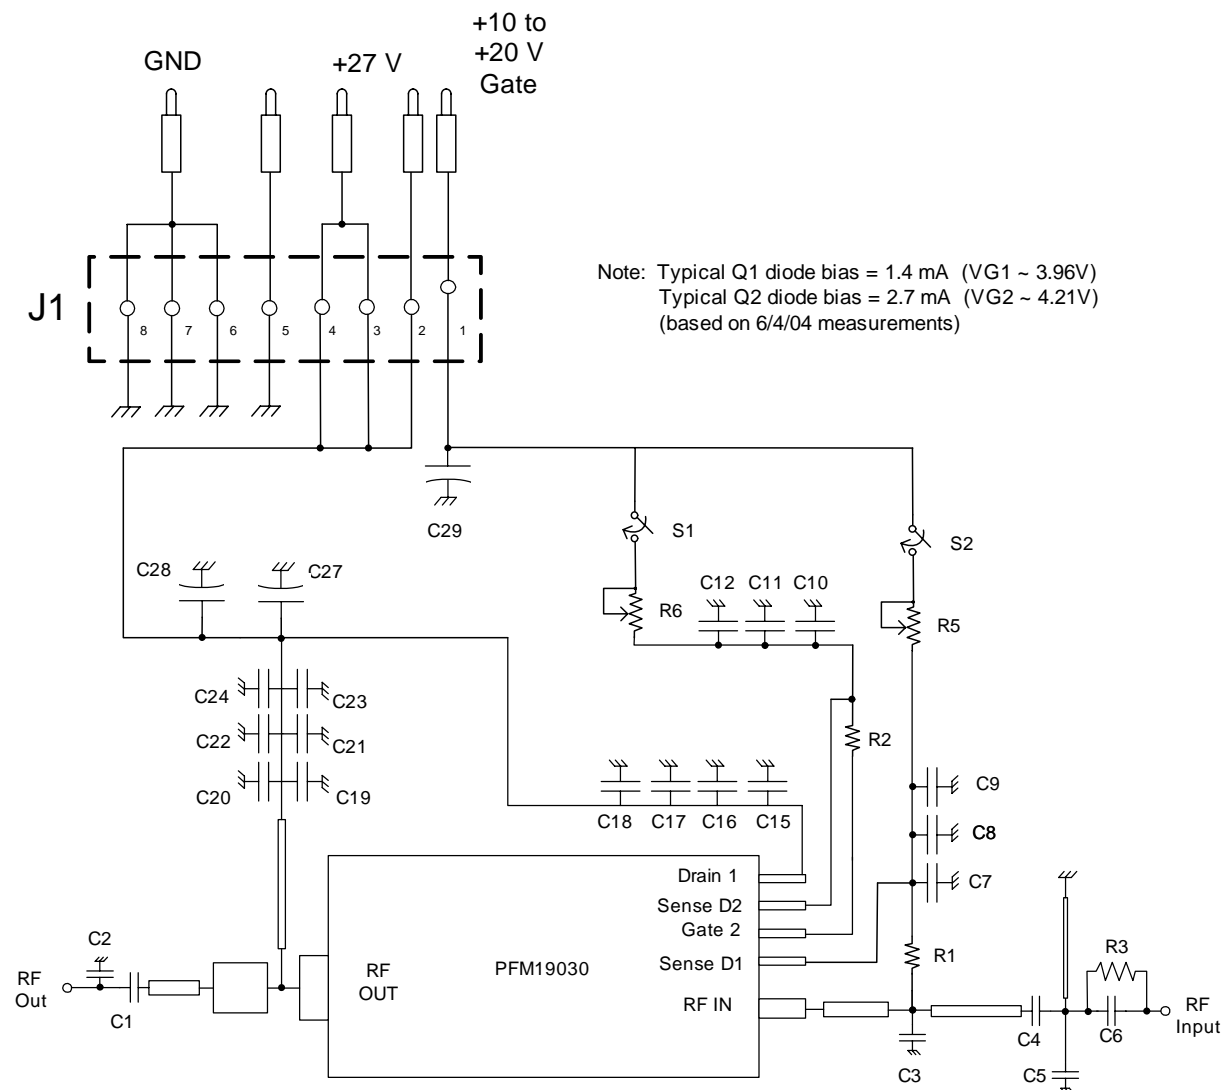 +10 to
+20 V
Gate
GND
+27 V
J1
8 7 6 5 4 3 2 1
Note: Typical Q1 diode bias = 1.4 mA (VG1 ~ 3.96V)
Typical Q2 diode bias = 2.7 mA (VG2 ~ 4.21V)
(based on 6/4/04 measurements)
C29
S1
S2
C28
C27
C12 C11 C10
R6
R5
C24
C23
C22
C21
R2
C20
C19
C9
C18 C17 C16 C15
C8
C7
Drain 1
Sense D2
Gate 2
Sense D1
RF IN
PFM19030
RF
OUT
R1
R3
C2
RF
Out
C1
RF
Input
C4
C6
C3
C5